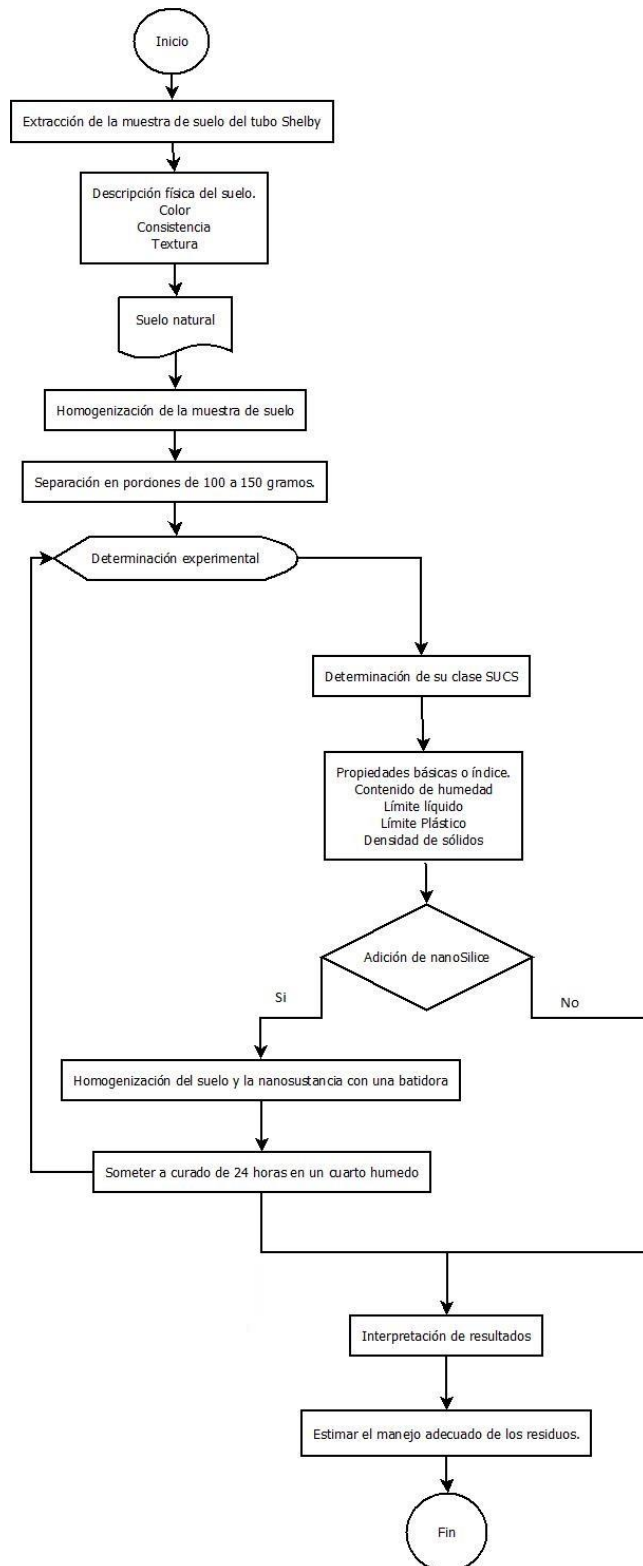 Inicio
Extracción de la muestra de suelo del tubo Shelby
Descripción física del suelo.
Color
Consistencia
Textura
Suelo natural
Homogenización de la muestra de suelo
Separación en porciones de 100 a 150 gramos.
Determinación experimental
Determinación de su clase SUCS
Propiedades básicas o índice.
Contenido de humedad
Límite líquido
Límite Plástico
Densidad de sólidos
Adición de nanoSilice
Si
No
Homogenización del suelo y la nanosustancia con una batidora
Someter a curado de 24 horas en un cuarto humedo
Interpretación de resultados
Estimar el manejo adecuado de los residuos.
Fin